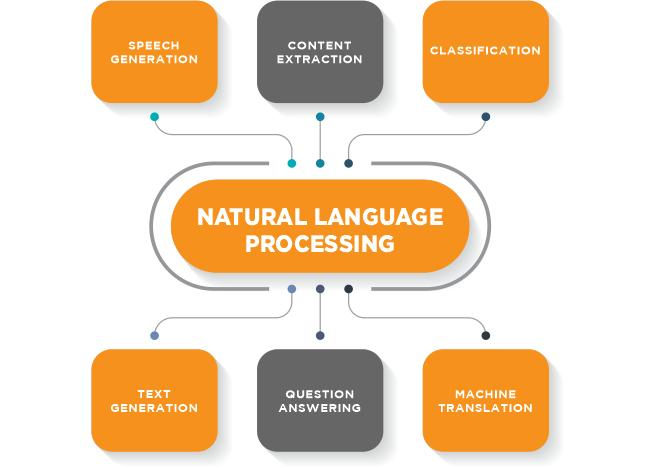 SPEECH
GENERATION
CONTENT
EXTRACTION
CLASSIFICATION
NATURAL LANGUAGE
PROCESSING
TEXT
GENERATION
QUESTION
ANSWERING
MACHINE
TRANSLATION